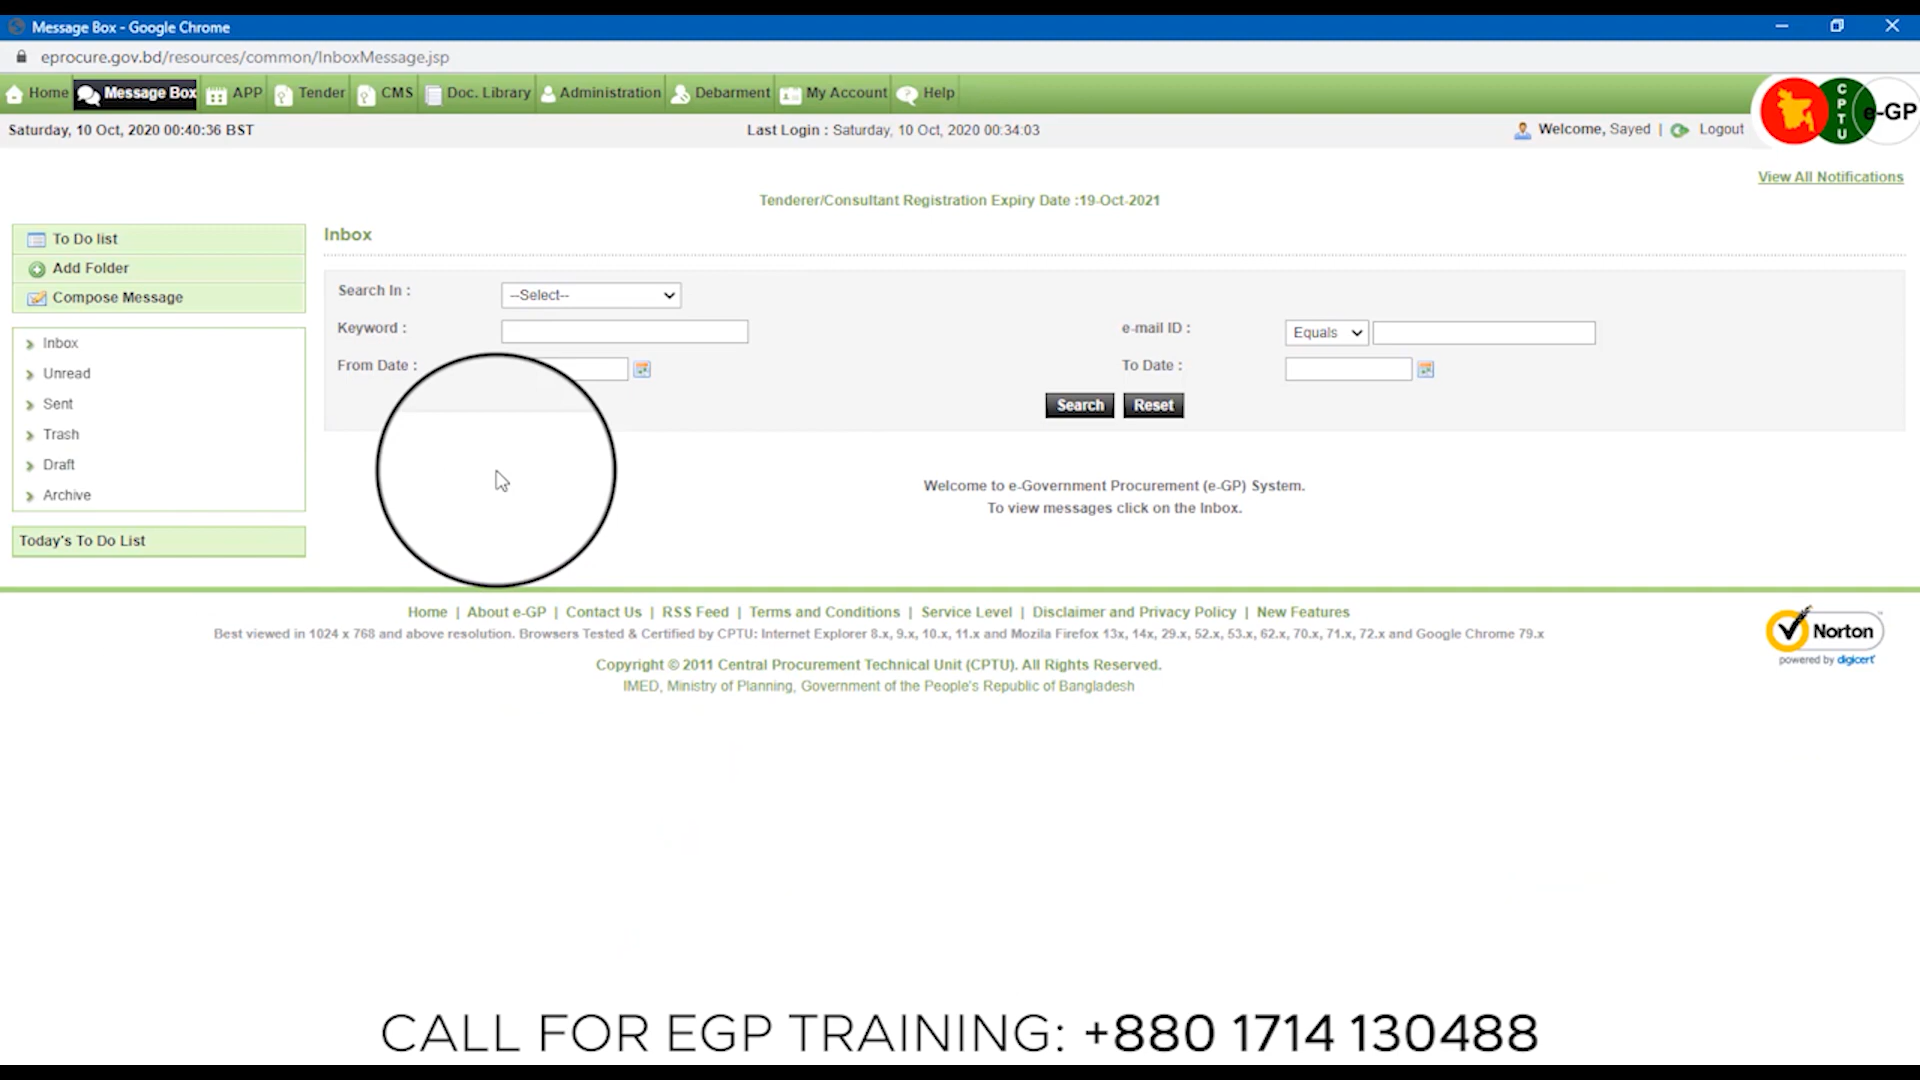 Message Box - Google Chrome
eprocure.gov.bd/resources/common/InboxMessage.jsp
Home Message Box APP Tender CMS Doc. Library Administration Debarment My Account Help
CPTU e-GP
Saturday, 10 Oct, 2020 00:40:36 BST Last Login : Saturday, 10 Oct, 2020 00:34:03 Welcome, Sayed | Logout
View All Notifications
Tenderer/Consultant Registration Expiry Date :19-Oct-2021
To Do list
Add Folder
Compose Message
Inbox
Unread
Sent
Trash
Draft
Archive
Today's To Do List
Inbox
Search In : --Select--
Keyword : e-mail ID : Equals
From Date : To Date :
Search Reset
Welcome to e-Government Procurement (e-GP) System.
To view messages click on the Inbox.
Home | About e-GP | Contact Us | RSS Feed | Terms and Conditions | Service Level | Disclaimer and Privacy Policy | New Features
Best viewed in 1024 x 768 and above resolution. Browsers Tested & Certified by CPTU: Internet Explorer 8.x, 9.x, 10.x, 11.x and Mozilla Firefox 13x, 14x, 29.x, 52.x, 53.x, 62.x, 70.x, 71.x, 72.x and Google Chrome 79.x
Copyright © 2011 Central Procurement Technical Unit (CPTU). All Rights Reserved.
IMED, Ministry of Planning, Government of the People's Republic of Bangladesh
Norton
powered by digicert
CALL FOR EGP TRAINING: +880 1714 130488